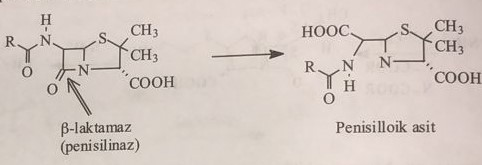 H
R
N
S
CH₃
CH₃
O
O
N
COOH
β-laktamaz
(penisilinaz)
HOOC
S
CH₃
CH₃
R
N
H
N
O
COOH
Penisilloik asit